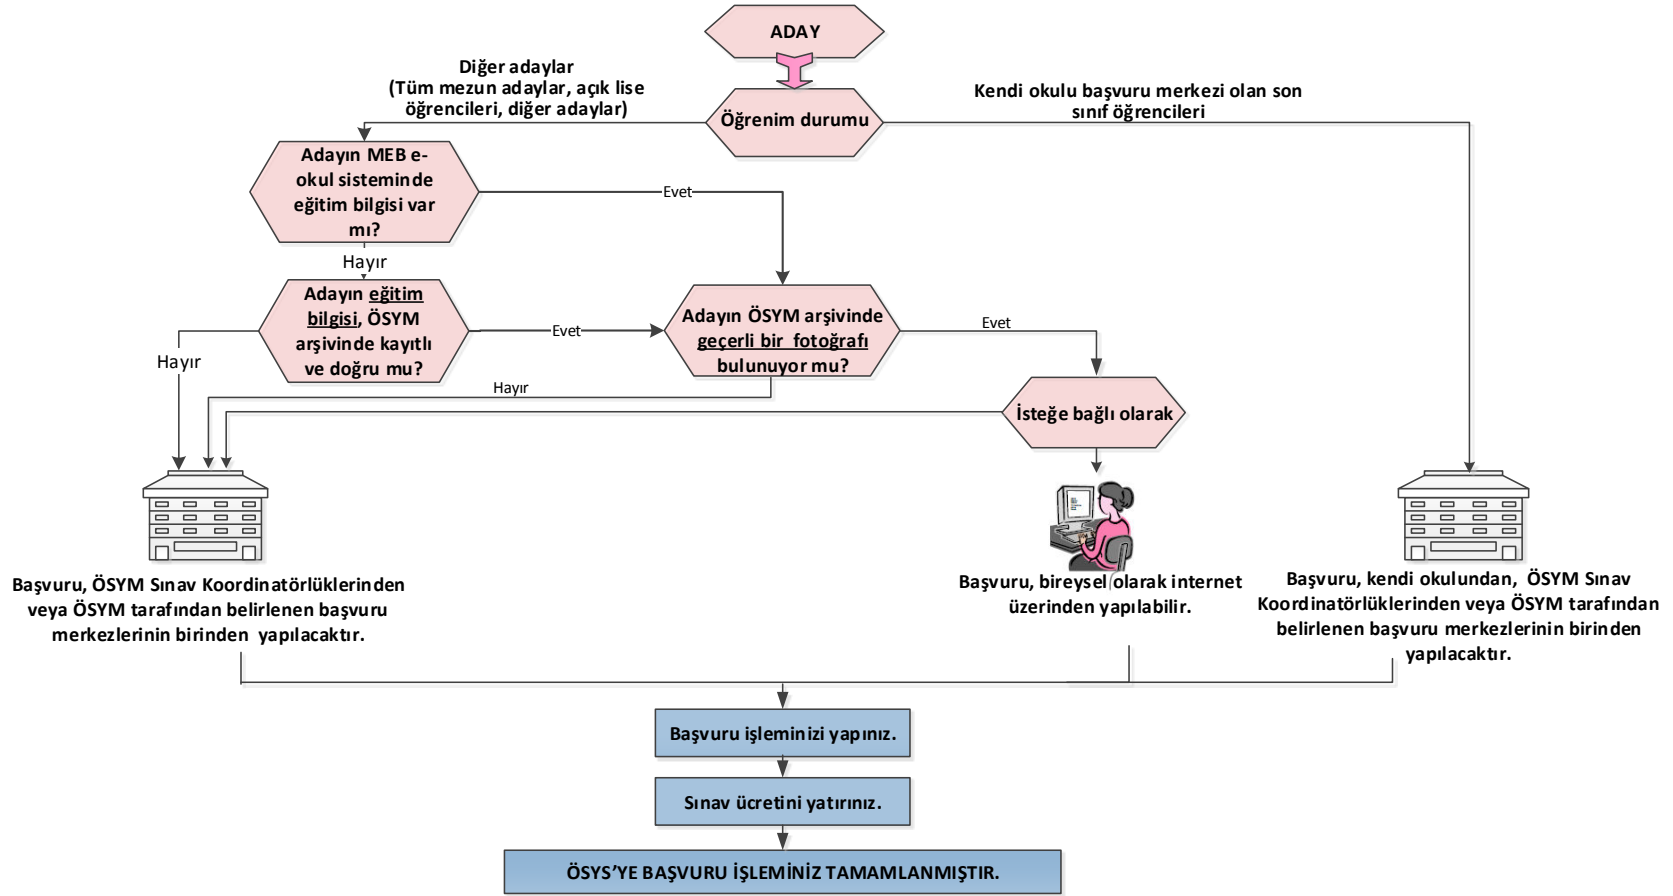 ADAY
Diğer adaylar
(Tüm mezun adaylar, açık lise
öğrencileri, diğer adaylar)
Öğrenim durumu
Kendi okulu başvuru merkezi olan son
sınıf öğrencileri
Adayın MEB e-
okul sisteminde
eğitim bilgisi var
mı?
Evet
Hayır
Adayın eğitim
bilgisi, ÖSYM
arşivinde kayıtlı
ve doğru mu?
Evet
Hayır
Adayın ÖSYM arşivinde
geçerli bir fotoğrafı
bulunuyor mu?
Evet
Hayır
İsteğe bağlı olarak
Başvuru, ÖSYM Sınav Koordinatörlüklerinden
veya ÖSYM tarafından belirlenen başvuru
merkezlerinin birinden yapılacaktır.
Başvuru, bireysel olarak internet
üzerinden yapılabilir.
Başvuru, kendi okulundan, ÖSYM Sınav
Koordinatörlüklerinden veya ÖSYM tarafından
belirlenen başvuru merkezlerinin birinden
yapılacaktır.
Başvuru işleminizi yapınız.
Sınav ücretini yatırınız.
ÖSYS’YE BAŞVURU İŞLEMİNİZ TAMAMLANMIŞTIR.